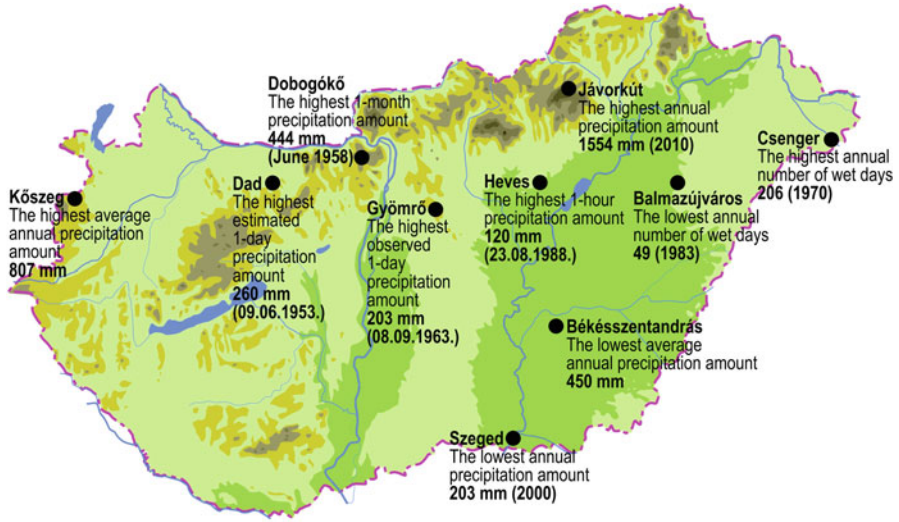 Dobogókő
The highest 1-month
precipitation amount
444 mm
(June 1958)
Jávorkút
The highest annual
precipitation amount
1554 mm (2010)
Csenger
The highest annual
number of wet days
206 (1970)
Kőszeg
The highest average
annual precipitation
amount
807 mm
Dad
The highest
estimated
1-day
precipitation
amount
260 mm
(09.06.1953.)
Gyömrő
The highest
observed
1-day
precipitation
amount
203 mm
(08.09.1963.)
Heves
The highest 1-hour
precipitation amount
120 mm
(23.08.1988.)
Balmazújváros
The lowest annual
number of wet days
49 (1983)
Békésszentandrás
The lowest average
annual precipitation amount
450 mm
Szeged
The lowest annual
precipitation amount
203 mm (2000)